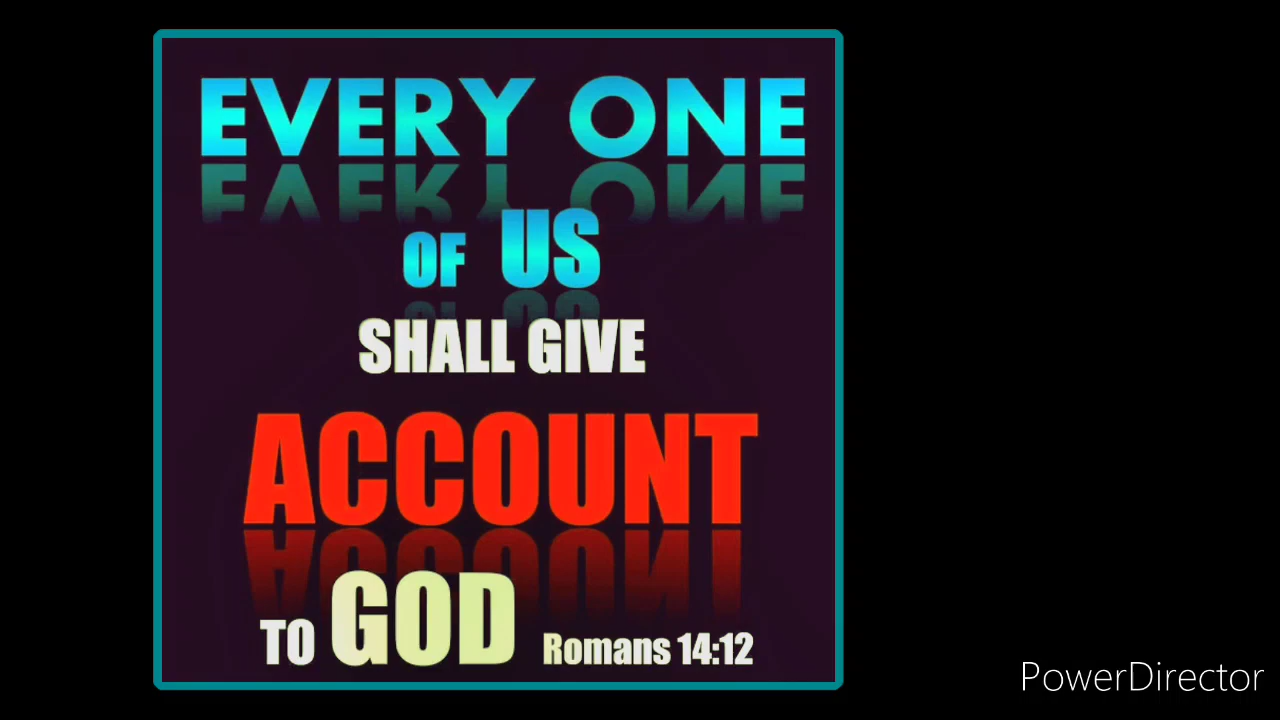 EVERY ONE
OF US
SHALL GIVE
ACCOUNT
TO GOD Romans 14:12
PowerDirector